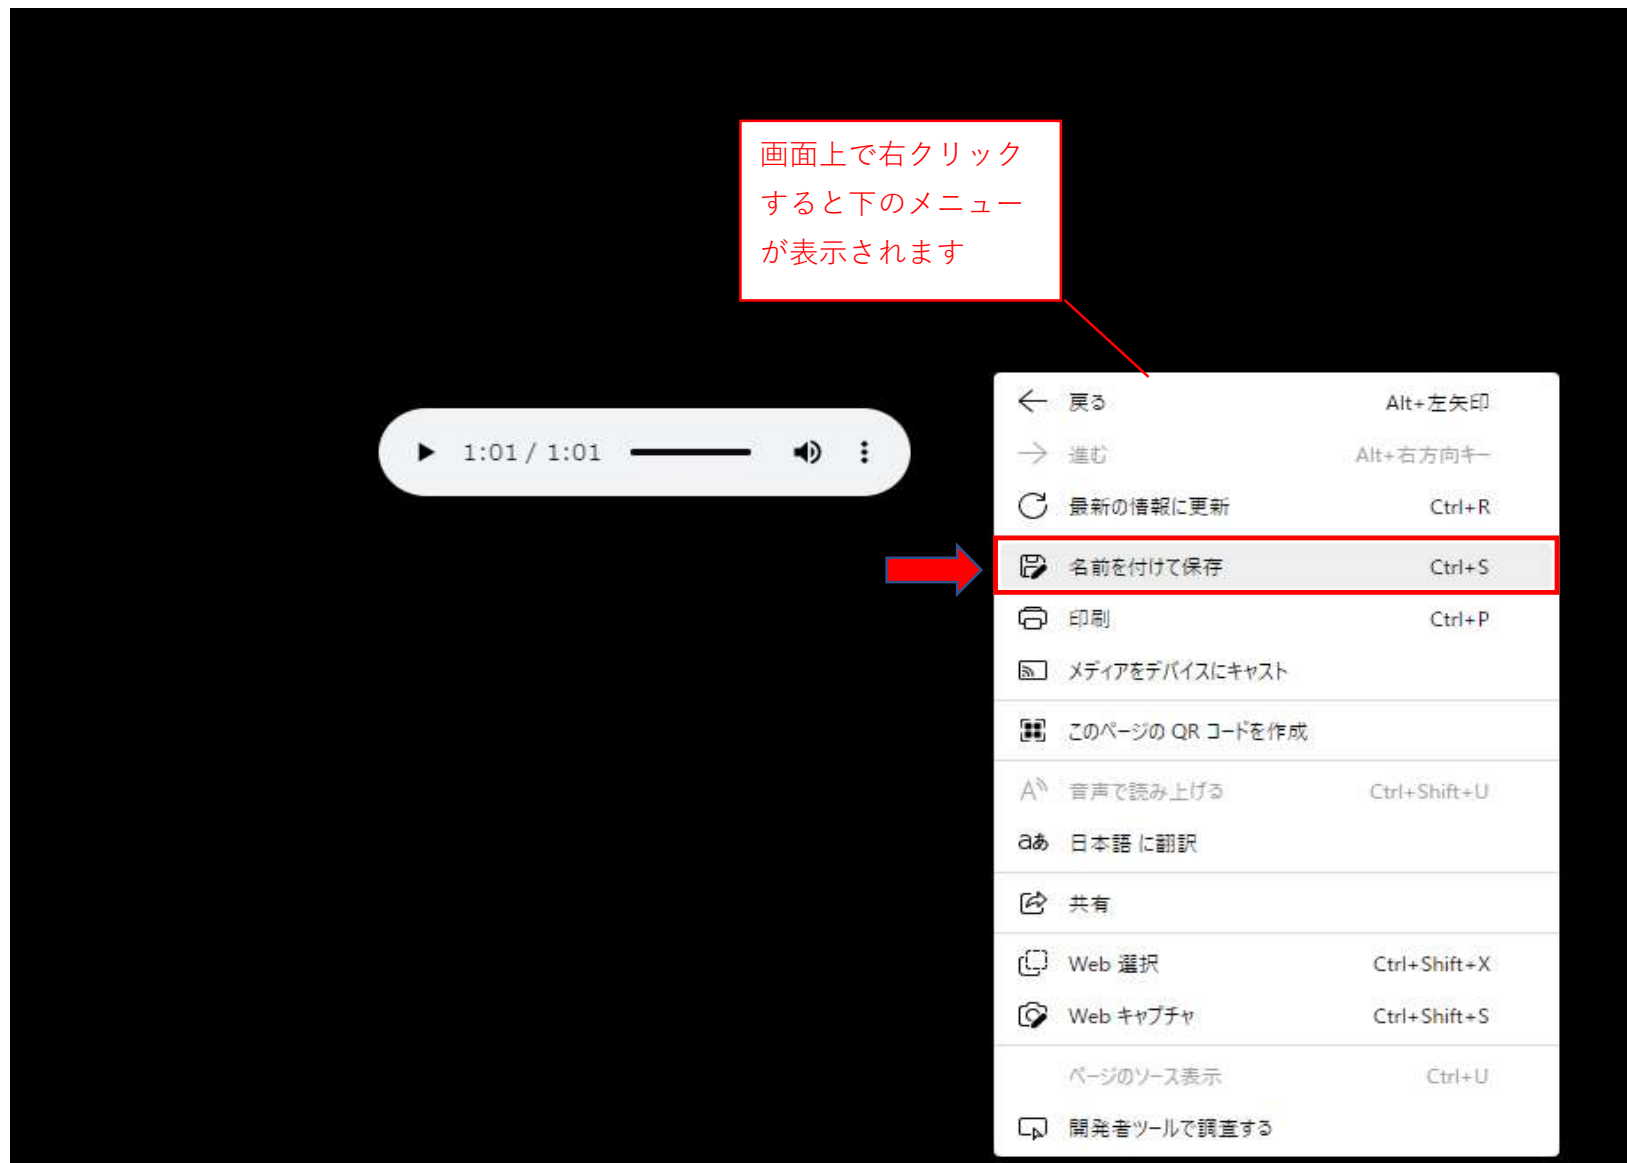 画面上で右クリック
すると下のメニュー
が表示されます
戻る Alt+左矢印
1:01 / 1:01
進む Alt+右方向キー
最新の情報に更新 Ctrl+R
名前を付けて保存 Ctrl+S
印刷 Ctrl+P
メディアをデバイスにキャスト
このページの QR コードを作成
A 音声で読み上げる Ctrl+Shift+U
aあ 日本語 に翻訳
共有
Web 選択 Ctrl+Shift+X
Web キャプチャ Ctrl+Shift+S
ページのソース表示 Ctrl+U
開発者ツールで調査する